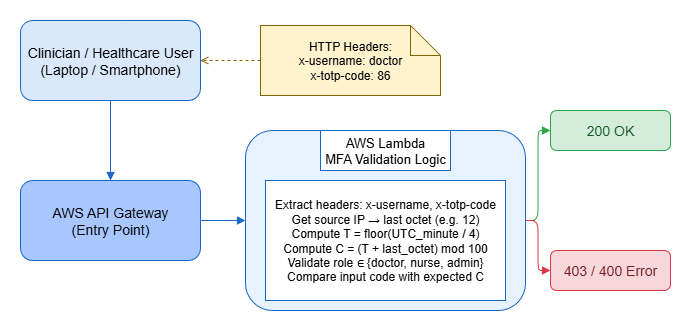 Clinician / Healthcare User
(Laptop / Smartphone)
HTTP Headers:
x-username: doctor
x-totp-code: 86
AWS API Gateway
(Entry Point)
AWS Lambda
MFA Validation Logic
Extract headers: x-username, x-totp-code
Get source IP → last octet (e.g. 12)
Compute T = floor(UTC_minute / 4)
Compute C = (T + last_octet) mod 100
Validate role ∈ {doctor, nurse, admin}
Compare input code with expected C
200 OK
403 / 400 Error